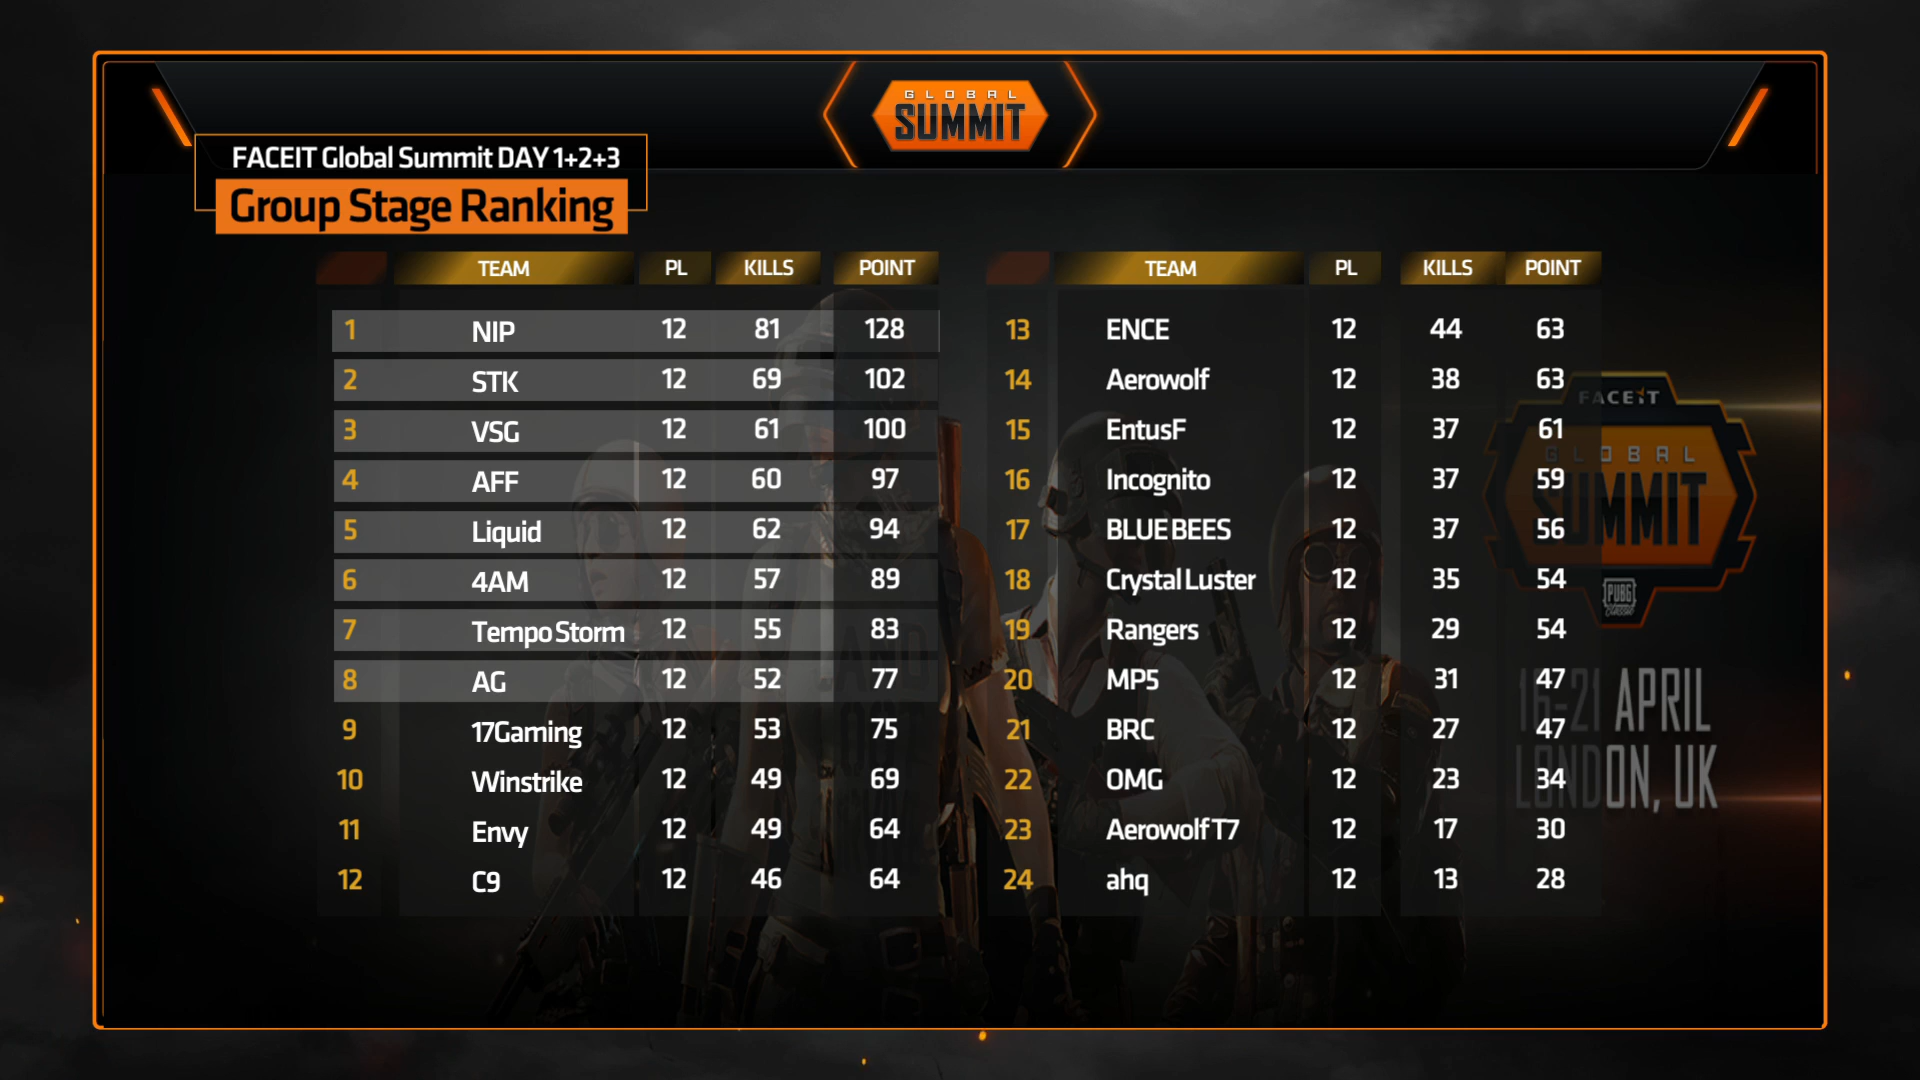 GLOBAL
SUMMIT
FACEIT Global Summit DAY 1+2+3
Group Stage Ranking
TEAM PL KILLS POINT
1 NIP 12 81 128
2 STK 12 69 102
3 VSG 12 61 100
4 AFF 12 60 97
5 Liquid 12 62 94
6 4AM 12 57 89
7 Tempo Storm 12 55 83
8 AG 12 52 77
9 17Gaming 12 53 75
10 Winstrike 12 49 69
11 Envy 12 49 64
12 C9 12 46 64
TEAM PL KILLS POINT
13 ENCE 12 44 63
14 Aerowolf 12 38 63
15 EntusF 12 37 61
16 Incognito 12 37 59
17 BLUE BEES 12 37 56
18 Crystal Luster 12 35 54
19 Rangers 12 29 54
20 MP5 12 31 47
21 BRC 12 27 47
22 OMG 12 23 34
23 Aerowolf T7 12 17 30
24 ahq 12 13 28
FACEIT
GLOBAL
SUMMIT
PUBG
CLASSIC
16-21 APRIL
LONDON, UK